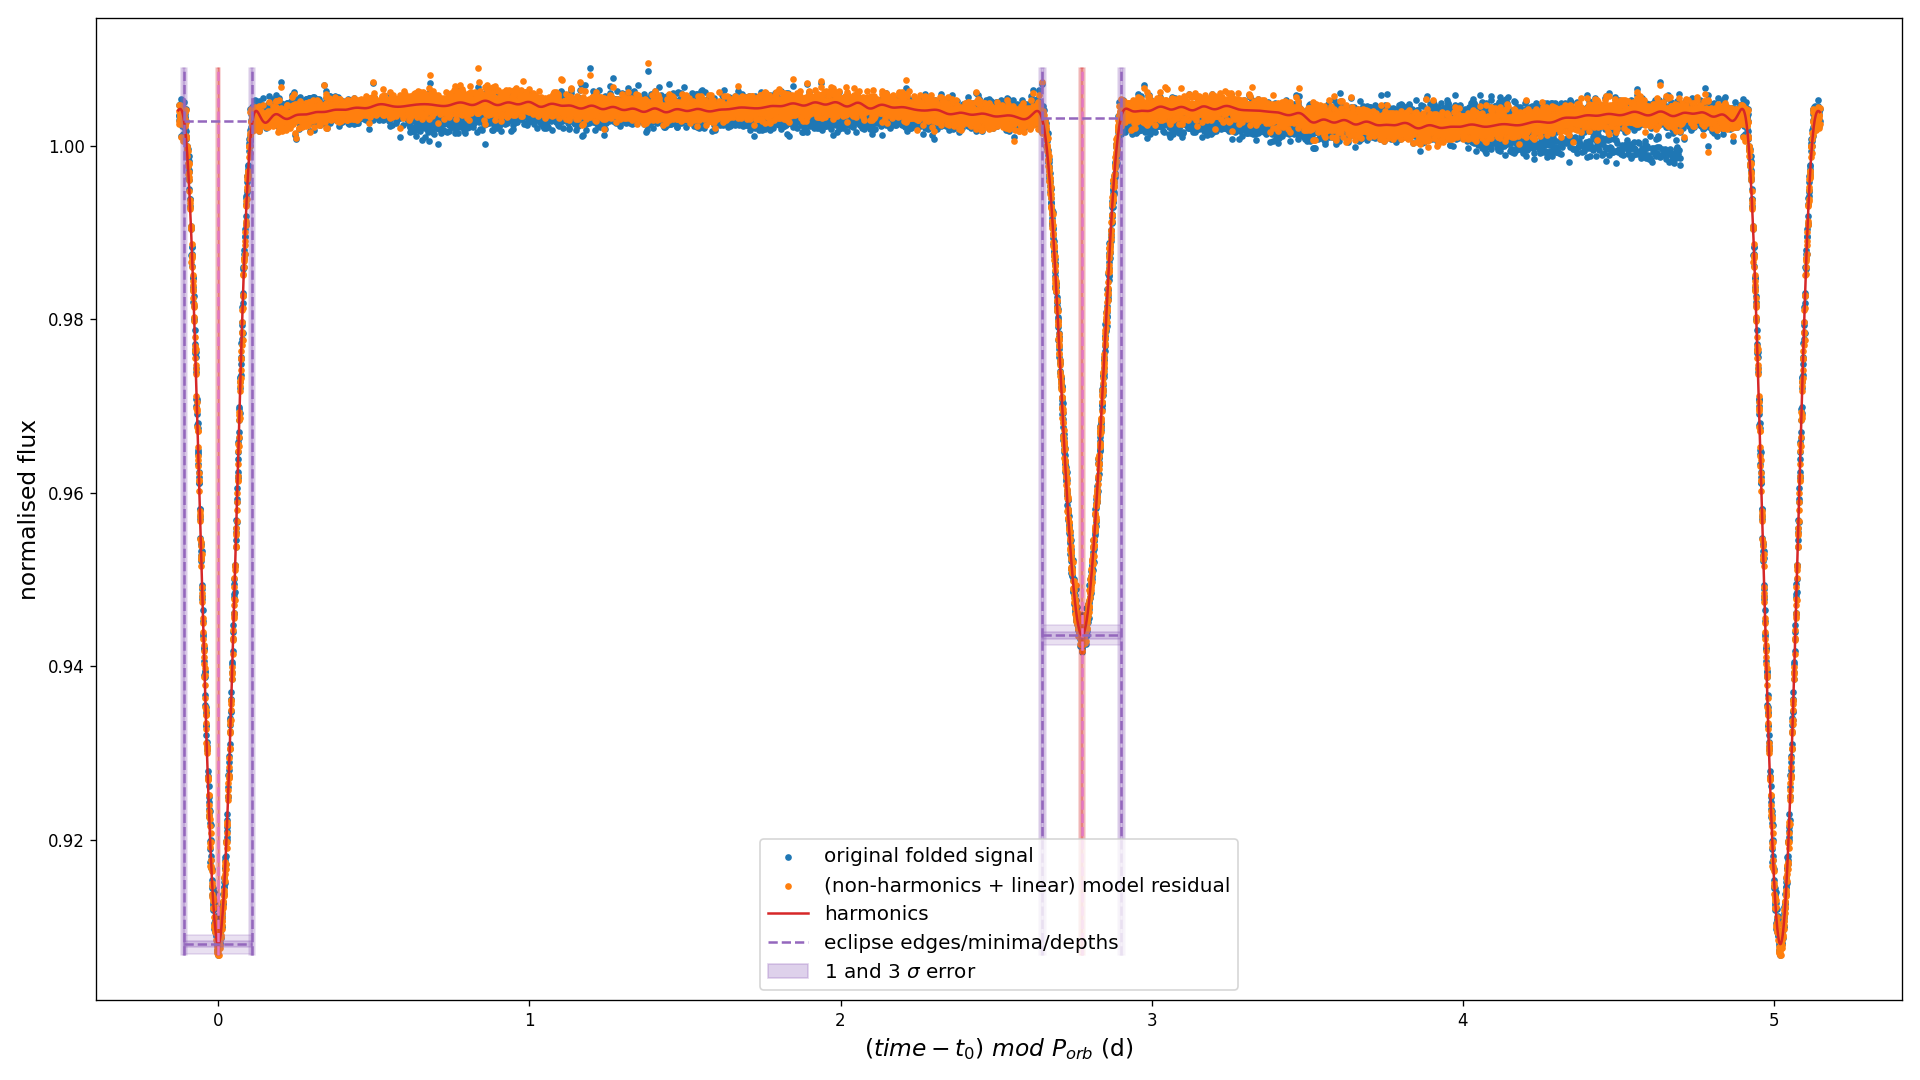 normalised flux
1.00
0.98
0.96
0.94
0.92
original folded signal
(non-harmonics + linear) model residual
harmonics
eclipse edges/minima/depths
1 and 3 σ error
0 1 2 3 4 5
(time − t₀) mod P_orb (d)